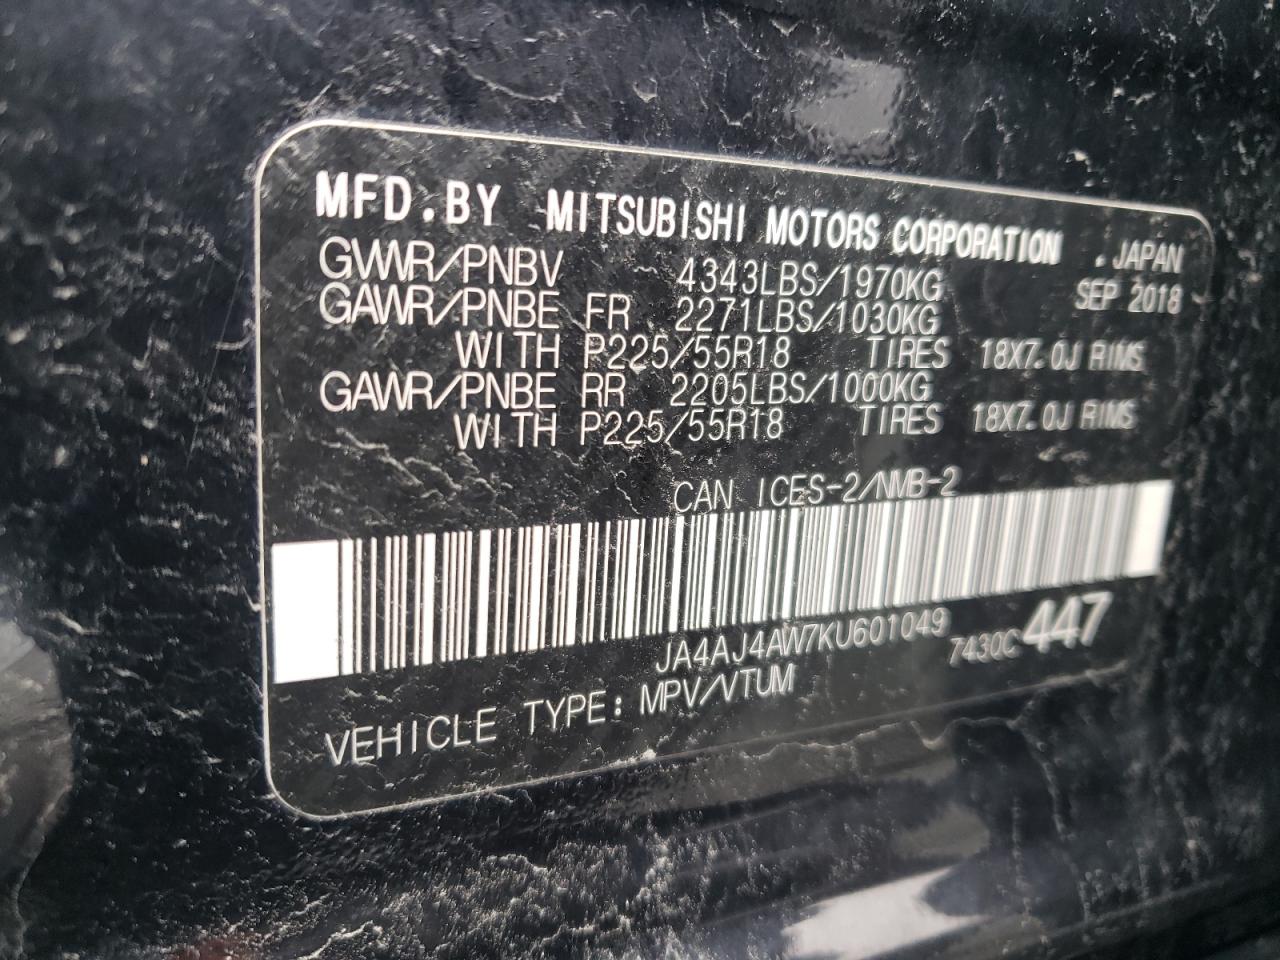 MFD.BY MITSUBISHI MOTORS CORPORATION .JAPAN
GVWR/PNBV 4343LBS/1970KG SEP 2018
GAWR/PNBE FR 2271LBS/1030KG
WITH P225/55R18 TIRES 18X7.0J RIMS
GAWR/PNBE RR 2205LBS/1000KG
WITH P225/55R18 TIRES 18X7.0J RIMS
CAN ICES-2/NMB-2
JA4AJ4AW7KU601049 7430C 447
VEHICLE TYPE: MPV/VTUM